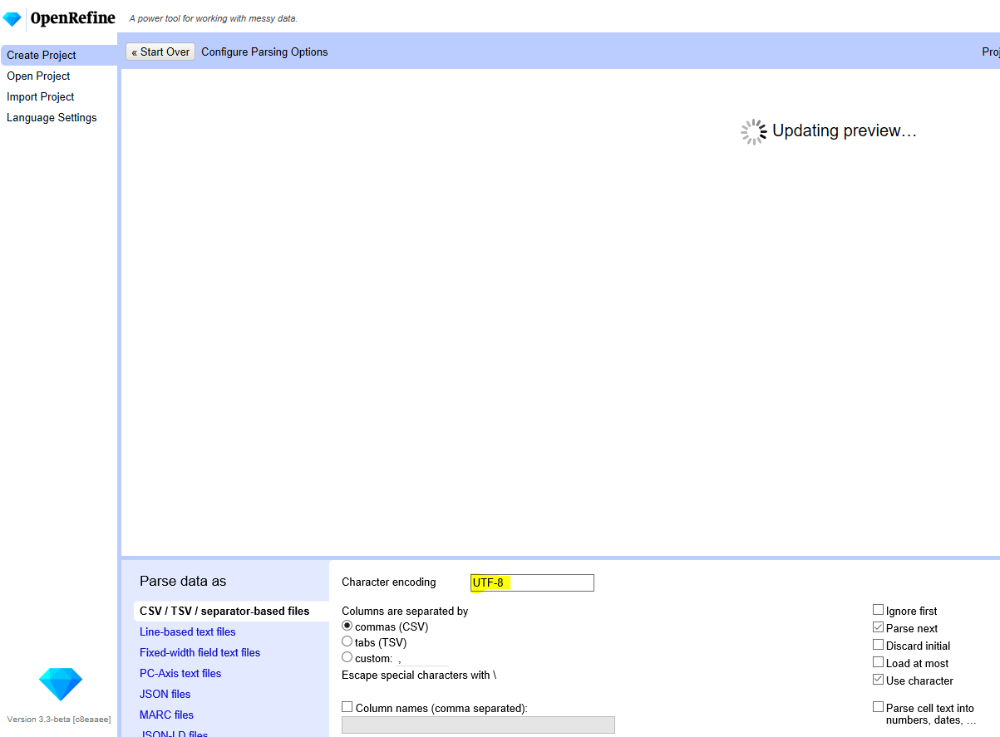 OpenRefine A power tool for working with messy data.
Create Project
Open Project
Import Project
Language Settings
« Start Over Configure Parsing Options
Updating preview…
Parse data as
CSV / TSV / separator-based files
Line-based text files
Fixed-width field text files
PC-Axis text files
JSON files
MARC files
JSON-LD files
Character encoding UTF-8
Columns are separated by
commas (CSV)
tabs (TSV)
custom: ,
Escape special characters with \
Column names (comma separated):
Ignore first
Parse next
Discard initial
Load at most
Use character
Parse cell text into
numbers, dates, ...
Version 3.3-beta [c8eaaee]